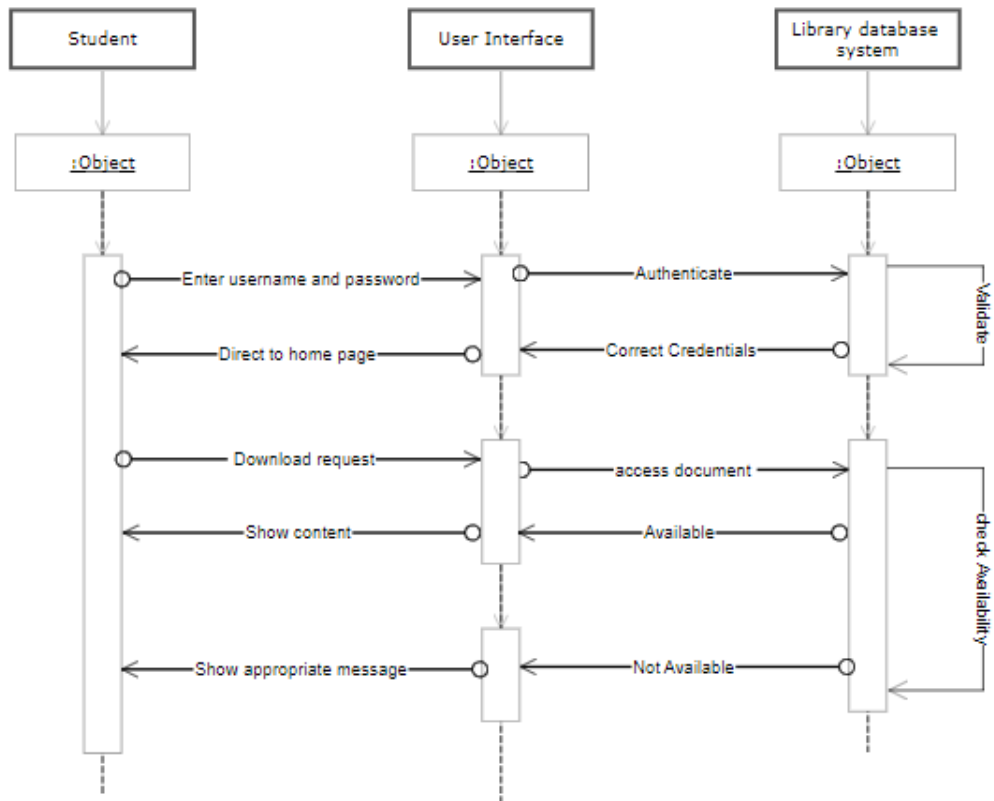 Student
User Interface
Library database
system
:Object
:Object
:Object
Enter username and password
Authenticate
Validate
Direct to home page
Correct Credentials
Download request
access document
Show content
Available
check Availability
Show appropriate message
Not Available